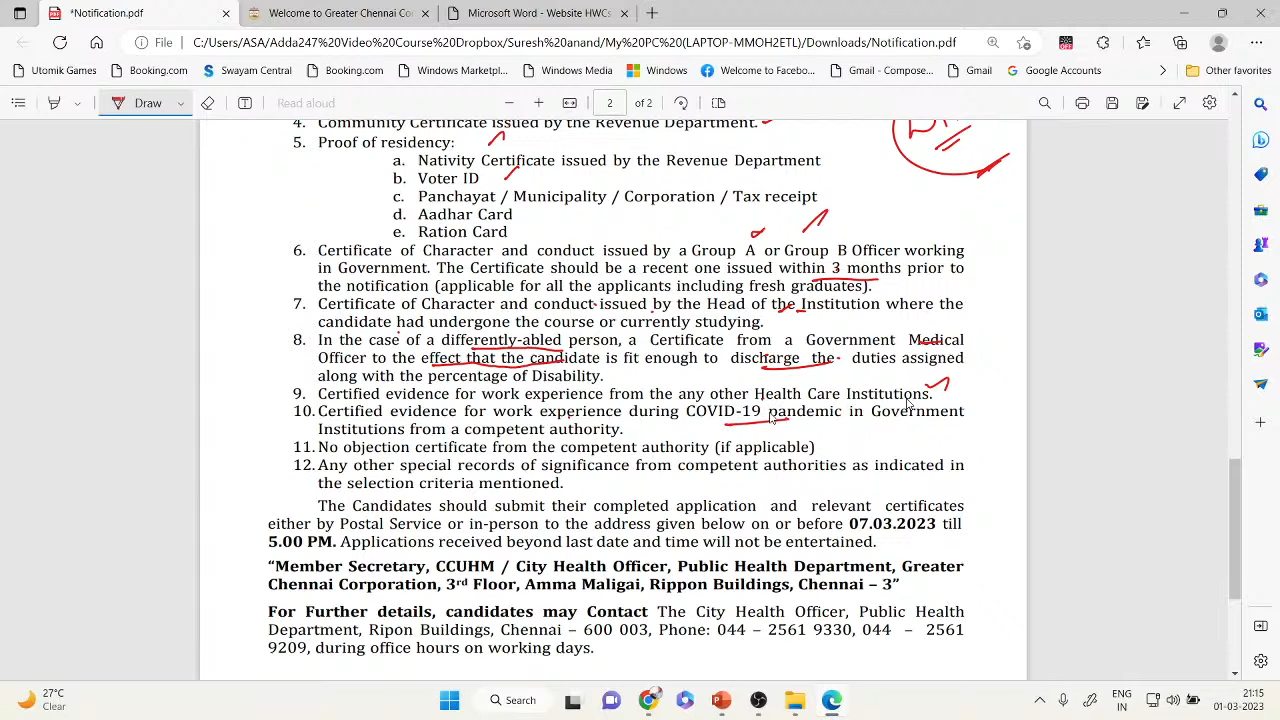 Notification.pdf
Welcome to Greater Chennai Co
Microsoft Word - Website HWCs
File
C:/Users/ASA/Adda247%20Video%20Course%20Dropbox/Suresh%20anand/My%20PC%20(LAPTOP-MMOH2ETL)/Downloads/Notification.pdf
Utomik Games Booking.com Swayam Central Booking.com Windows Marketpl... Windows Media Windows Welcome to Facebo... Gmail - Compose... Gmail Google Accounts Other favorites
Draw Read aloud 2 of 2
4. Community Certificate issued by the Revenue Department.
5. Proof of residency:
a. Nativity Certificate issued by the Revenue Department
b. Voter ID
c. Panchayat / Municipality / Corporation / Tax receipt
d. Aadhar Card
e. Ration Card
6. Certificate of Character and conduct issued by a Group A or Group B Officer working
in Government. The Certificate should be a recent one issued within 3 months prior to
the notification (applicable for all the applicants including fresh graduates).
7. Certificate of Character and conduct issued by the Head of the Institution where the
candidate had undergone the course or currently studying.
8. In the case of a differently-abled person, a Certificate from a Government Medical
Officer to the effect that the candidate is fit enough to discharge the duties assigned
along with the percentage of Disability.
9. Certified evidence for work experience from the any other Health Care Institutions.
10. Certified evidence for work experience during COVID-19 pandemic in Government
Institutions from a competent authority.
11. No objection certificate from the competent authority (if applicable)
12. Any other special records of significance from competent authorities as indicated in
the selection criteria mentioned.
The Candidates should submit their completed application and relevant certificates
either by Postal Service or in-person to the address given below on or before 07.03.2023 till
5.00 PM. Applications received beyond last date and time will not be entertained.
“Member Secretary, CCUHM / City Health Officer, Public Health Department, Greater
Chennai Corporation, 3rd Floor, Amma Maligai, Rippon Buildings, Chennai – 3”
For Further details, candidates may Contact The City Health Officer, Public Health
Department, Ripon Buildings, Chennai – 600 003, Phone: 044 – 2561 9330, 044 – 2561
9209, during office hours on working days.
27°C
Clear
Search
ENG
IN
21:15
01-03-2023